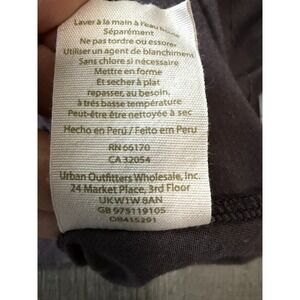 Laver à la main à l'eau froide
Séparément
Ne pas tordre ou essorer
Utiliser un agent de blanchiment
Sans chlore si nécessaire
Mettre en forme
Et secher à plat
repasser, au besoin,
à trés basse température
Peut-être être nettoyée à sec
Hecho en Perú / Feito em Peru
RN 66170
CA 32054
Urban Outfitters Wholesale, Inc.
24 Market Place, 3rd Floor
UKW1W 8AN
GB 975119105
OB415291